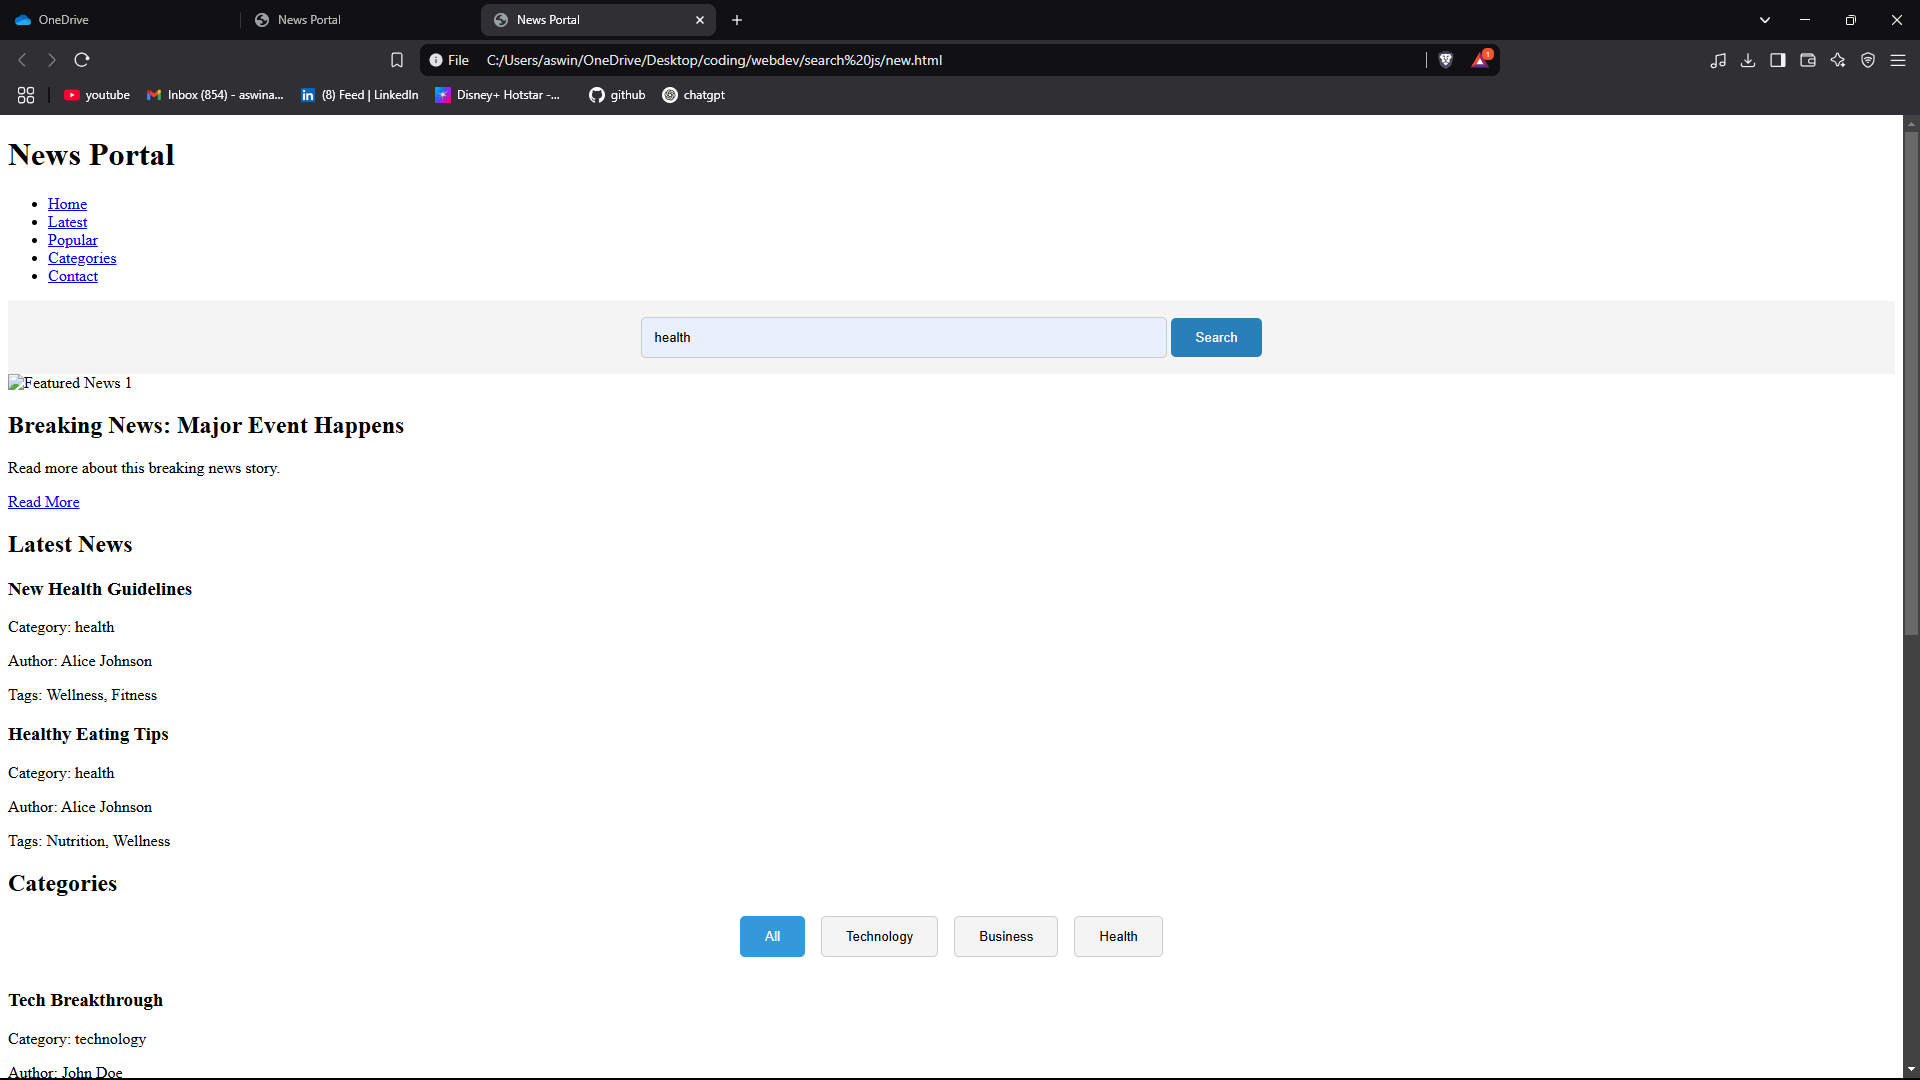 OneDrive
News Portal
News Portal
File C:/Users/aswin/OneDrive/Desktop/coding/webdev/search%20js/new.html
1
youtube
Inbox (854) - aswina...
(8) Feed | LinkedIn
Disney+ Hotstar -...
github
chatgpt
News Portal
Home
Latest
Popular
Categories
Contact
health
Search
Featured News 1
Breaking News: Major Event Happens
Read more about this breaking news story.
Read More
Latest News
New Health Guidelines
Category: health
Author: Alice Johnson
Tags: Wellness, Fitness
Healthy Eating Tips
Category: health
Author: Alice Johnson
Tags: Nutrition, Wellness
Categories
All
Technology
Business
Health
Tech Breakthrough
Category: technology
Author: John Doe